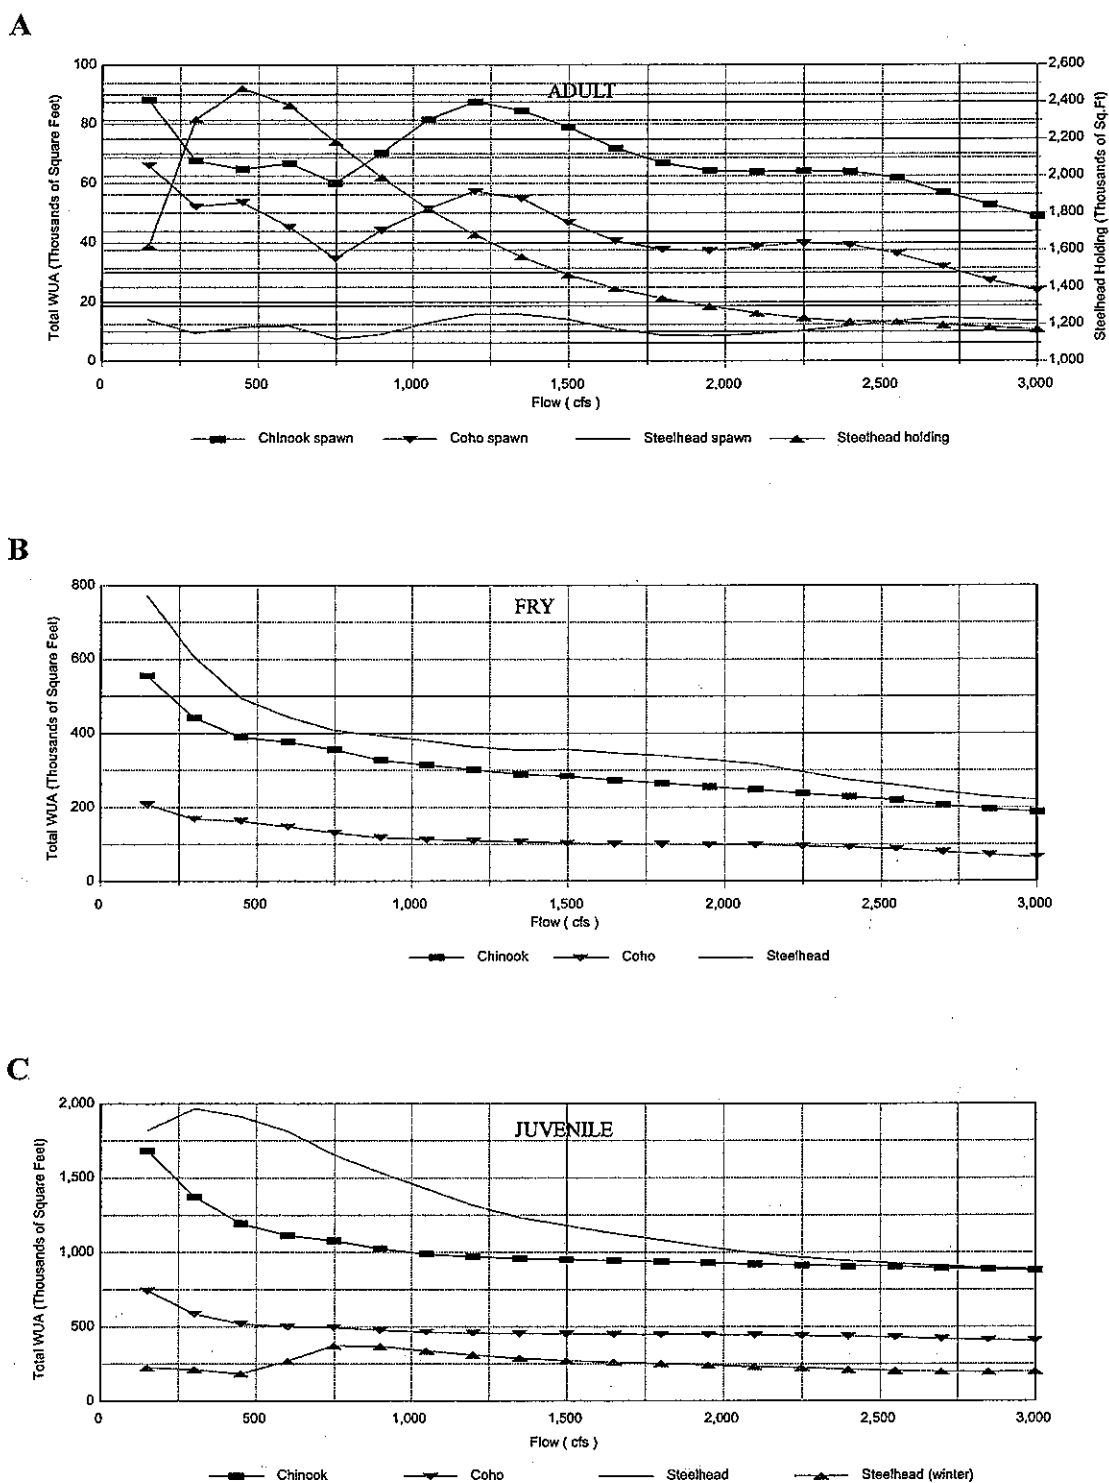 A
ADULT
Total WUA (Thousands of Square Feet)
100
80
60
40
20
0
2,600
2,400
2,200
2,000
1,800
1,600
1,400
1,200
1,000
Steelhead Holding (Thousands of Sq.Ft)
0 500 1,000 1,500 2,000 2,500 3,000
Flow ( cfs )
Chinook spawn Coho spawn Steelhead spawn Steelhead holding
B
FRY
Total WUA (Thousands of Square Feet)
800
600
400
200
0
0 500 1,000 1,500 2,000 2,500 3,000
Flow ( cfs )
Chinook Coho Steelhead
C
JUVENILE
Total WUA (Thousands of Square Feet)
2,000
1,500
1,000
500
0
0 500 1,000 1,500 2,000 2,500 3,000
Flow ( cfs )
Chinook Coho Steelhead Steelhead (winter)